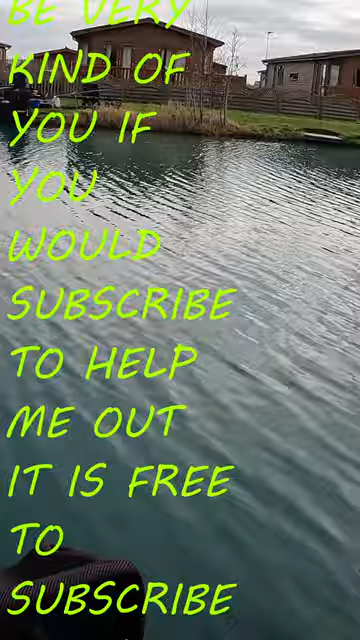 BE VERY
KIND OF
YOU IF
YOU
WOULD
SUBSCRIBE
TO HELP
ME OUT
IT IS FREE
TO
SUBSCRIBE